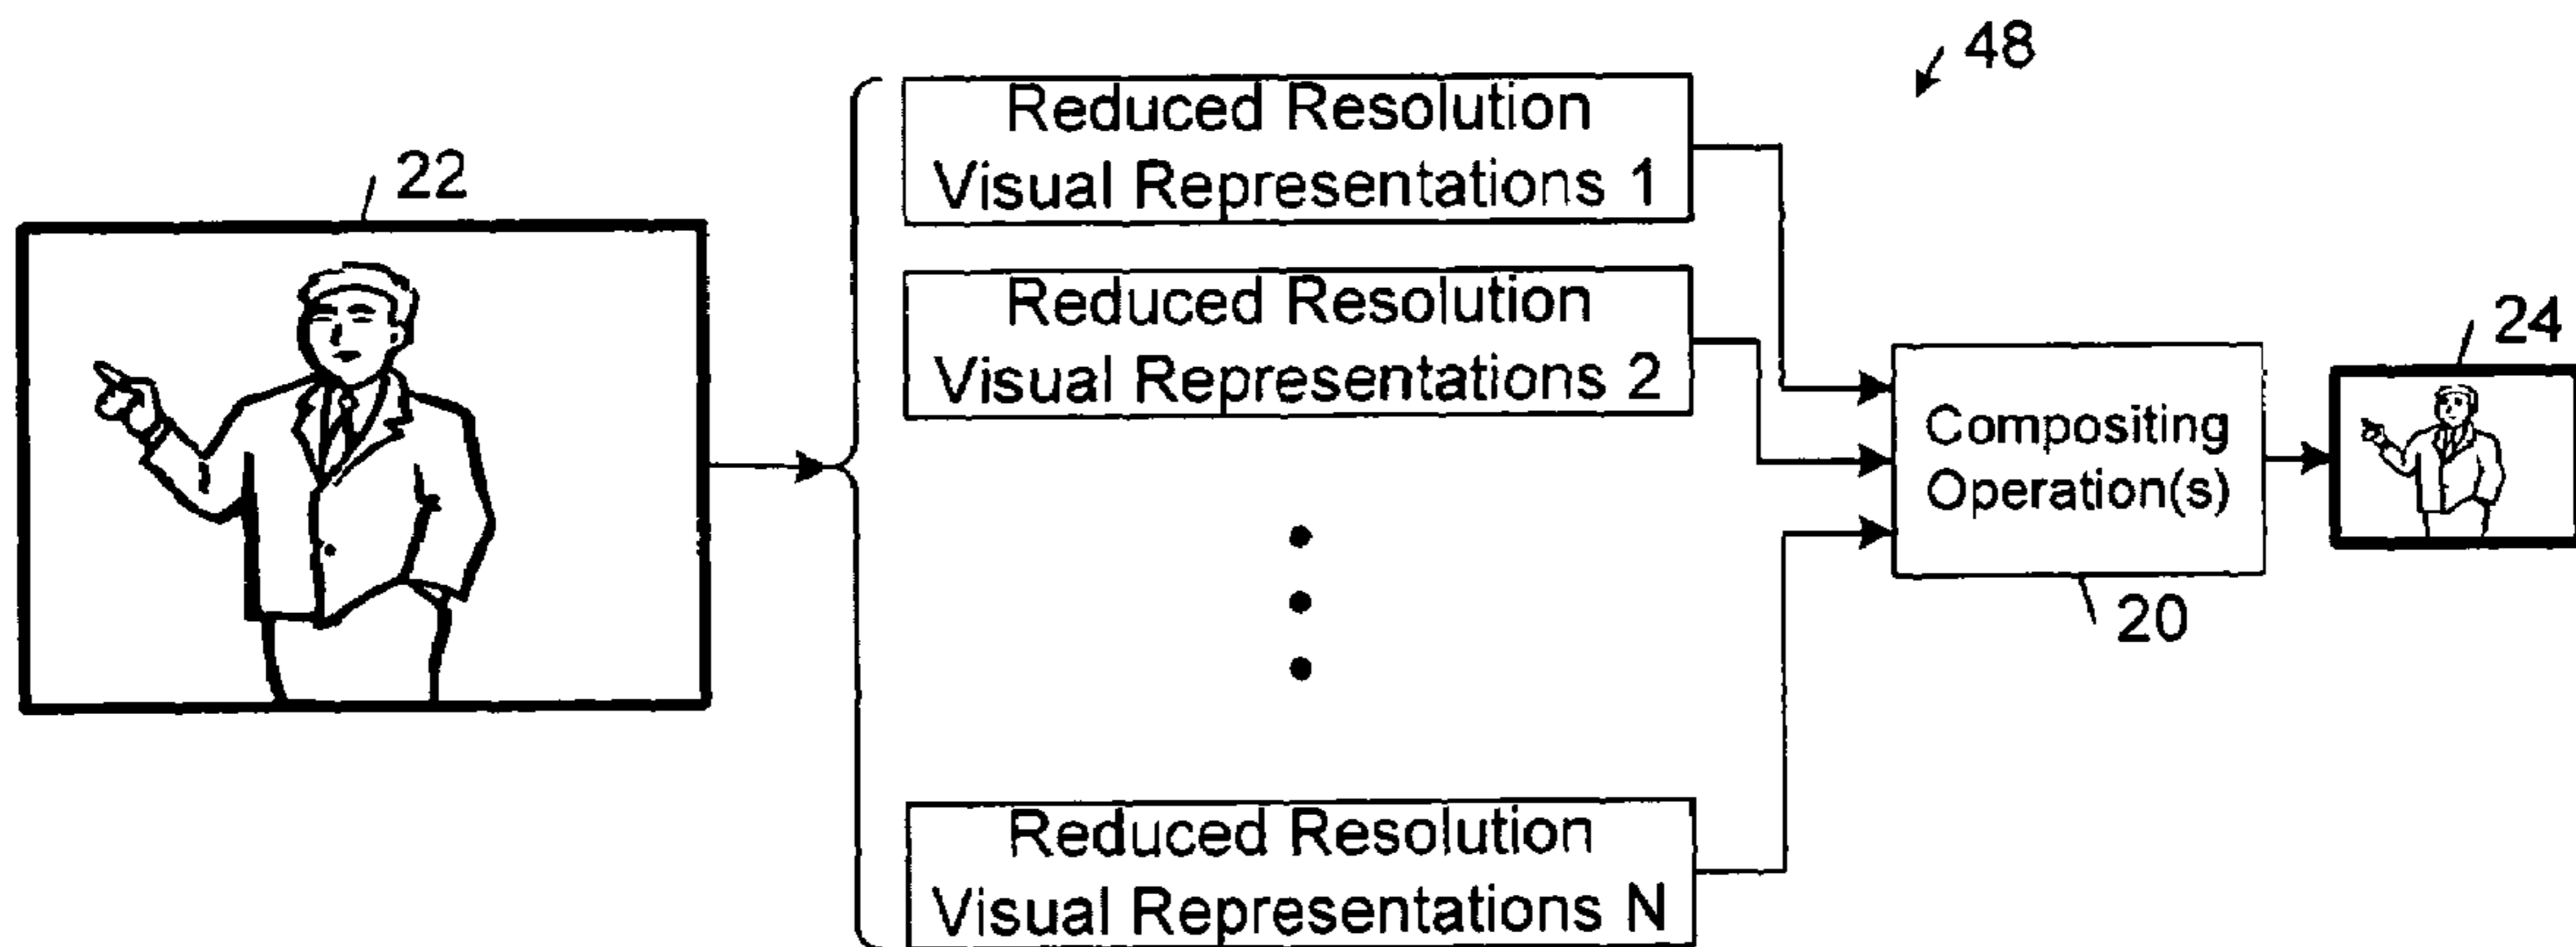 48
22
Reduced Resolution
Visual Representations 1
Reduced Resolution
Visual Representations 2
24
Compositing
Operation(s)
20
Reduced Resolution
Visual Representations N